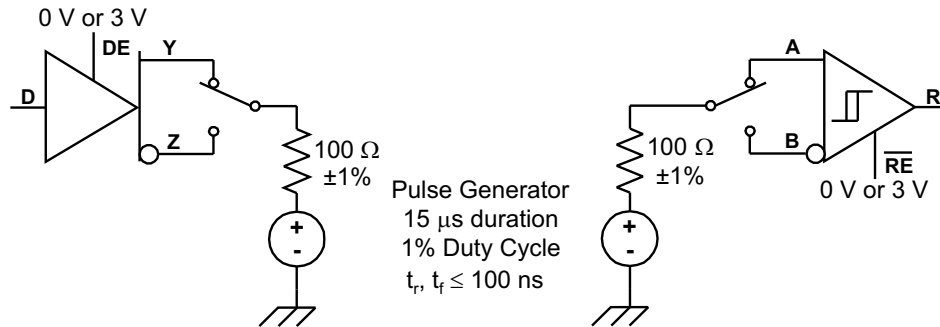 0 V or 3 V
DE
Y
D
Z
100 Ω
±1%
+
-
Pulse Generator
15 μs duration
1% Duty Cycle
tr, tf ≤ 100 ns
A
R
B
RE
0 V or 3 V
100 Ω
±1%
+
-